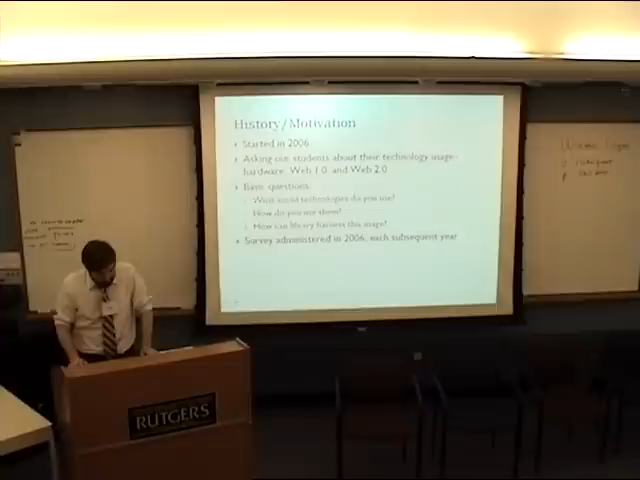 History/Motivation
Started in 2006
Asking our students about their technology usage-
hardware, Web 1.0 and Web 2.0
Basic questions:
What social technologies do you use?
How do you use them?
How can library harness this usage?
Survey administered in 2006, each subsequent year
RUTGERS